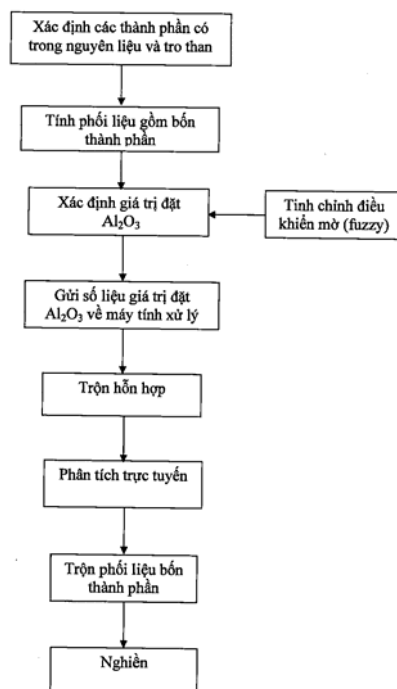 Xác định các thành phần có
trong nguyên liệu và tro than
Tính phối liệu gồm bốn
thành phần
Xác định giá trị đặt
Al₂O₃
Tinh chỉnh điều
khiển mờ (fuzzy)
Gửi số liệu giá trị đặt
Al₂O₃ về máy tính xử lý
Trộn hỗn hợp
Phân tích trực tuyến
Trộn phối liệu bốn
thành phần
Nghiền